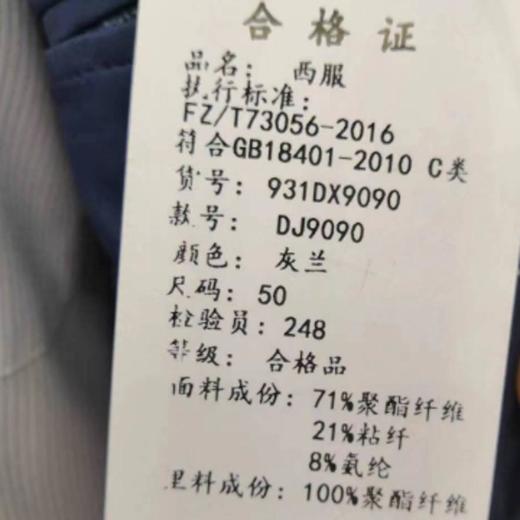 合格证
品名： 西服
执行标准：
FZ/T73056-2016
符合GB18401-2010 C类
货号： 931DX9090
款号： DJ9090
颜色： 灰兰
尺码：50
检验员：248
等级： 合格品
面料成份：71%聚酯纤维
21%粘纤
8%氨纶
里料成份：100%聚酯纤维